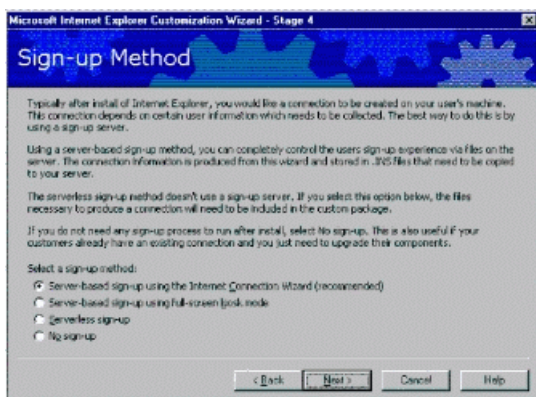 Microsoft Internet Explorer Customization Wizard - Stage 4
Sign-up Method
Typically after install of Internet Explorer, you would like a connection to be created on your user's machine.
This connection depends on certain user information which needs to be collected. The best way to do this is by
using a sign-up server.
Using a server-based sign-up method, you can completely control the users sign-up experience via files on the
server. The connection information is produced from this wizard and stored in .INS files that need to be copied
to your server.
The serverless sign-up method doesn't use a sign-up server. If you select this option below, the files
necessary to produce a connection will need to be included in the custom package.
If you do not need any sign-up process to run after install, select No sign-up. This is also useful if your
customers already have an existing connection and you just need to upgrade their components.
Select a sign-up method:
Server-based sign-up using the Internet Connection Wizard (recommended)
Server-based sign-up using full-screen kiosk mode
Serverless sign-up
No sign-up
< Back Next > Cancel Help